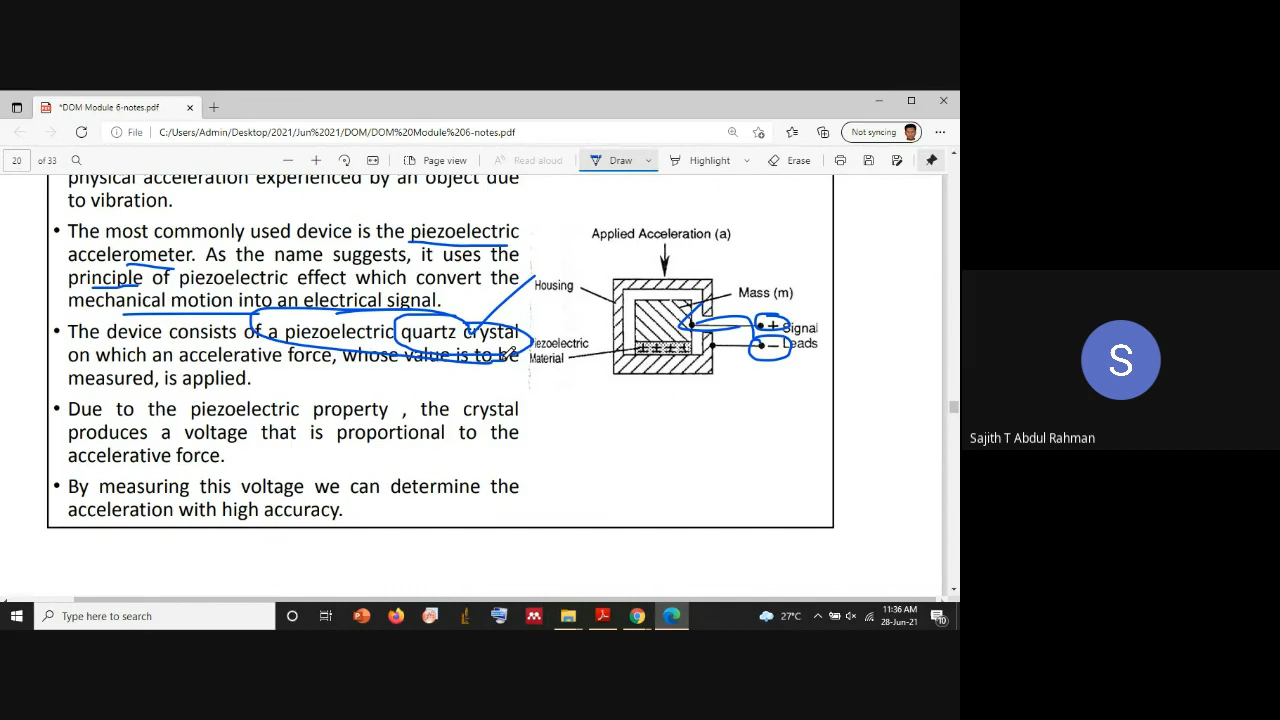 *DOM Module 6-notes.pdf
File
C:/Users/Admin/Desktop/2021/Jun%2021/DOM/DOM%20Module%206-notes.pdf
Not syncing
20 of 33
Page view
Read aloud
Draw
Highlight
Erase
physical acceleration experienced by an object due
to vibration.
• The most commonly used device is the piezoelectric
accelerometer. As the name suggests, it uses the
principle of piezoelectric effect which convert the
mechanical motion into an electrical signal.
• The device consists of a piezoelectric quartz crystal
on which an accelerative force, whose value is to be
measured, is applied.
• Due to the piezoelectric property , the crystal
produces a voltage that is proportional to the
accelerative force.
• By measuring this voltage we can determine the
acceleration with high accuracy.
Applied Acceleration (a)
Housing
Mass (m)
+ Signal
- Leads
iezoelectric
Material
S
Sajith T Abdul Rahman
Type here to search
27°C
11:36 AM
28-Jun-21
10